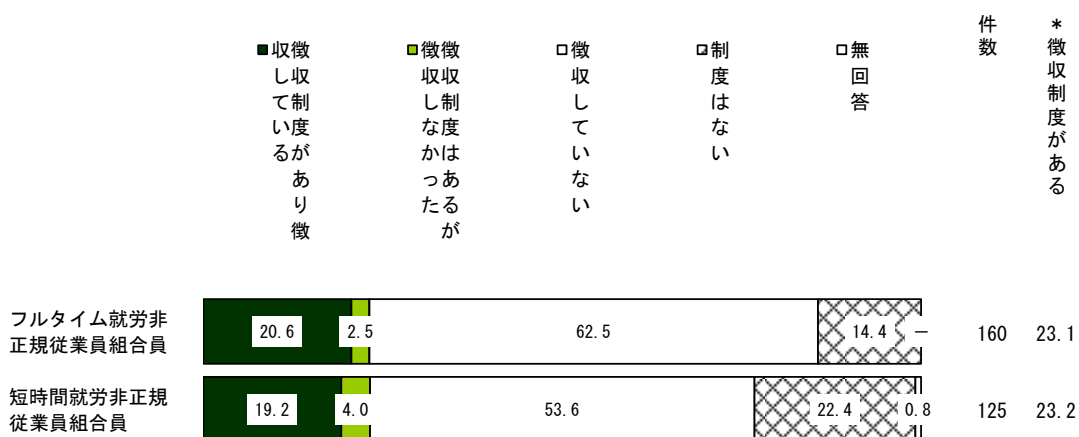 ■徴収制度があり徴
収している
■徴収制度はあるが
徴収しなかった
□徴収していない
制度はない
□無回答
件数
*徴収制度がある
フルタイム就労非
正規従業員組合員
20.6 2.5 62.5 14.4 － 160 23.1
短時間就労非正規
従業員組合員
19.2 4.0 53.6 22.4 0.8 125 23.2